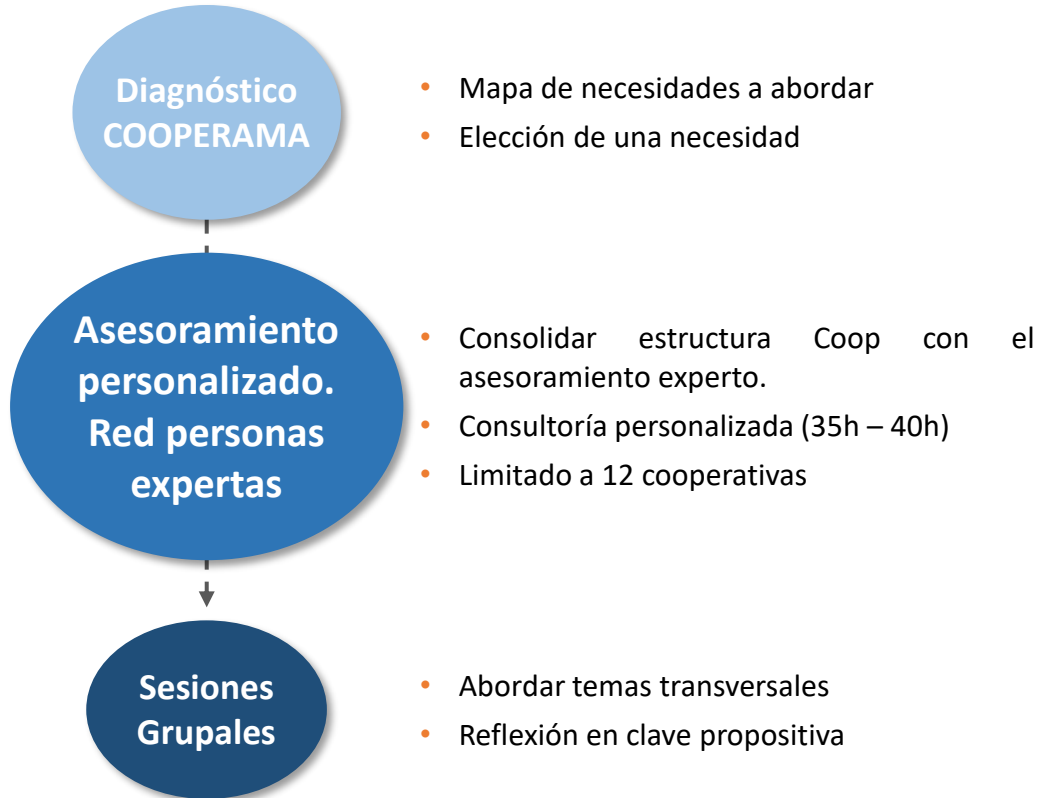 Diagnóstico
COOPERAMA
• Mapa de necesidades a abordar
• Elección de una necesidad
Asesoramiento
personalizado.
Red personas
expertas
• Consolidar estructura Coop con el
asesoramiento experto.
• Consultoría personalizada (35h – 40h)
• Limitado a 12 cooperativas
Sesiones
Grupales
• Abordar temas transversales
• Reflexión en clave propositiva